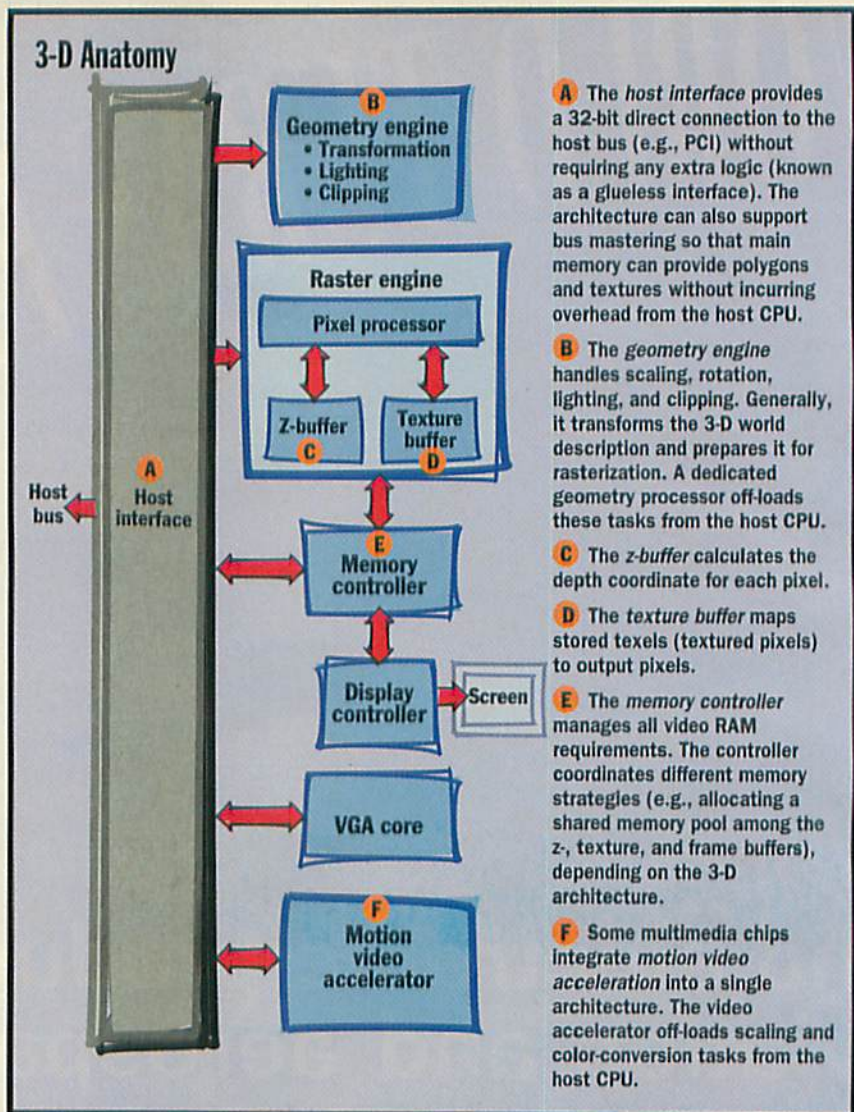 3-D Anatomy
B
Geometry engine
• Transformation
• Lighting
• Clipping
Raster engine
Pixel processor
Z-buffer
C
Texture
buffer
D
A
Host
interface
Host
bus
E
Memory
controller
Display
controller
Screen
VGA core
F
Motion
video
accelerator
A The host interface provides
a 32-bit direct connection to the
host bus (e.g., PCI) without
requiring any extra logic (known
as a glueless interface). The
architecture can also support
bus mastering so that main
memory can provide polygons
and textures without incurring
overhead from the host CPU.
B The geometry engine
handles scaling, rotation,
lighting, and clipping. Generally,
it transforms the 3-D world
description and prepares it for
rasterization. A dedicated
geometry processor off-loads
these tasks from the host CPU.
C The z-buffer calculates the
depth coordinate for each pixel.
D The texture buffer maps
stored texels (textured pixels)
to output pixels.
E The memory controller
manages all video RAM
requirements. The controller
coordinates different memory
strategies (e.g., allocating a
shared memory pool among the
z-, texture, and frame buffers),
depending on the 3-D
architecture.
F Some multimedia chips
integrate motion video
acceleration into a single
architecture. The video
accelerator off-loads scaling and
color-conversion tasks from the
host CPU.